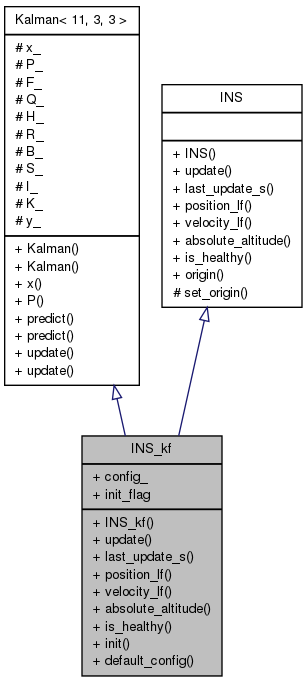 Kalman< 11, 3, 3 >
# x_
# P_
# F_
# Q_
# H_
# R_
# B_
# S_
# I_
# K_
# y_
+ Kalman()
+ Kalman()
+ x()
+ P()
+ predict()
+ predict()
+ update()
+ update()
INS
+ INS()
+ update()
+ last_update_s()
+ position_lf()
+ velocity_lf()
+ absolute_altitude()
+ is_healthy()
+ origin()
# set_origin()
INS_kf
+ config_
+ init_flag
+ INS_kf()
+ update()
+ last_update_s()
+ position_lf()
+ velocity_lf()
+ absolute_altitude()
+ is_healthy()
+ init()
+ default_config()